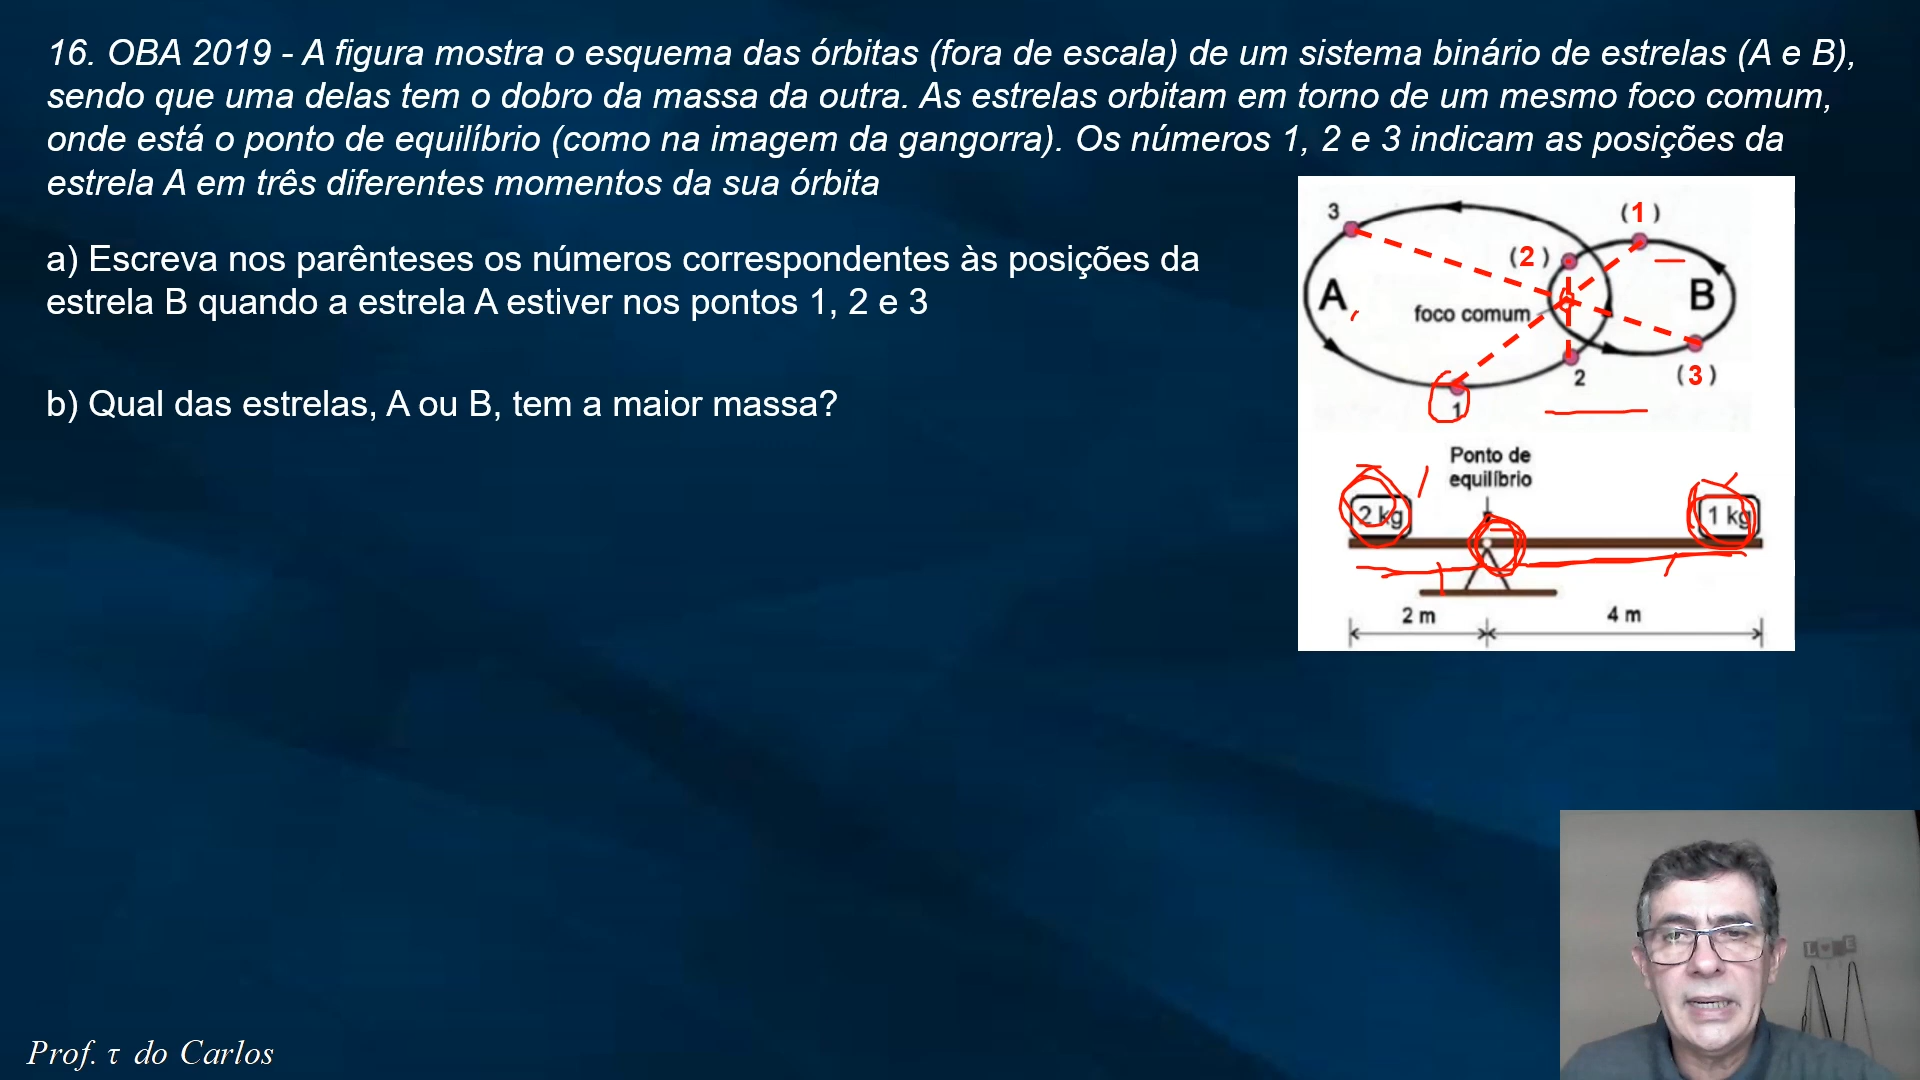 16. OBA 2019 - A figura mostra o esquema das órbitas (fora de escala) de um sistema binário de estrelas (A e B),
sendo que uma delas tem o dobro da massa da outra. As estrelas orbitam em torno de um mesmo foco comum,
onde está o ponto de equilíbrio (como na imagem da gangorra). Os números 1, 2 e 3 indicam as posições da
estrela A em três diferentes momentos da sua órbita
a) Escreva nos parênteses os números correspondentes às posições da
estrela B quando a estrela A estiver nos pontos 1, 2 e 3
b) Qual das estrelas, A ou B, tem a maior massa?
3
(1)
(2)
A
B
foco comum
2
(3)
1
Ponto de
equilíbrio
2 kg
1 kg
2 m
4 m
LOVE
Prof. τ do Carlos